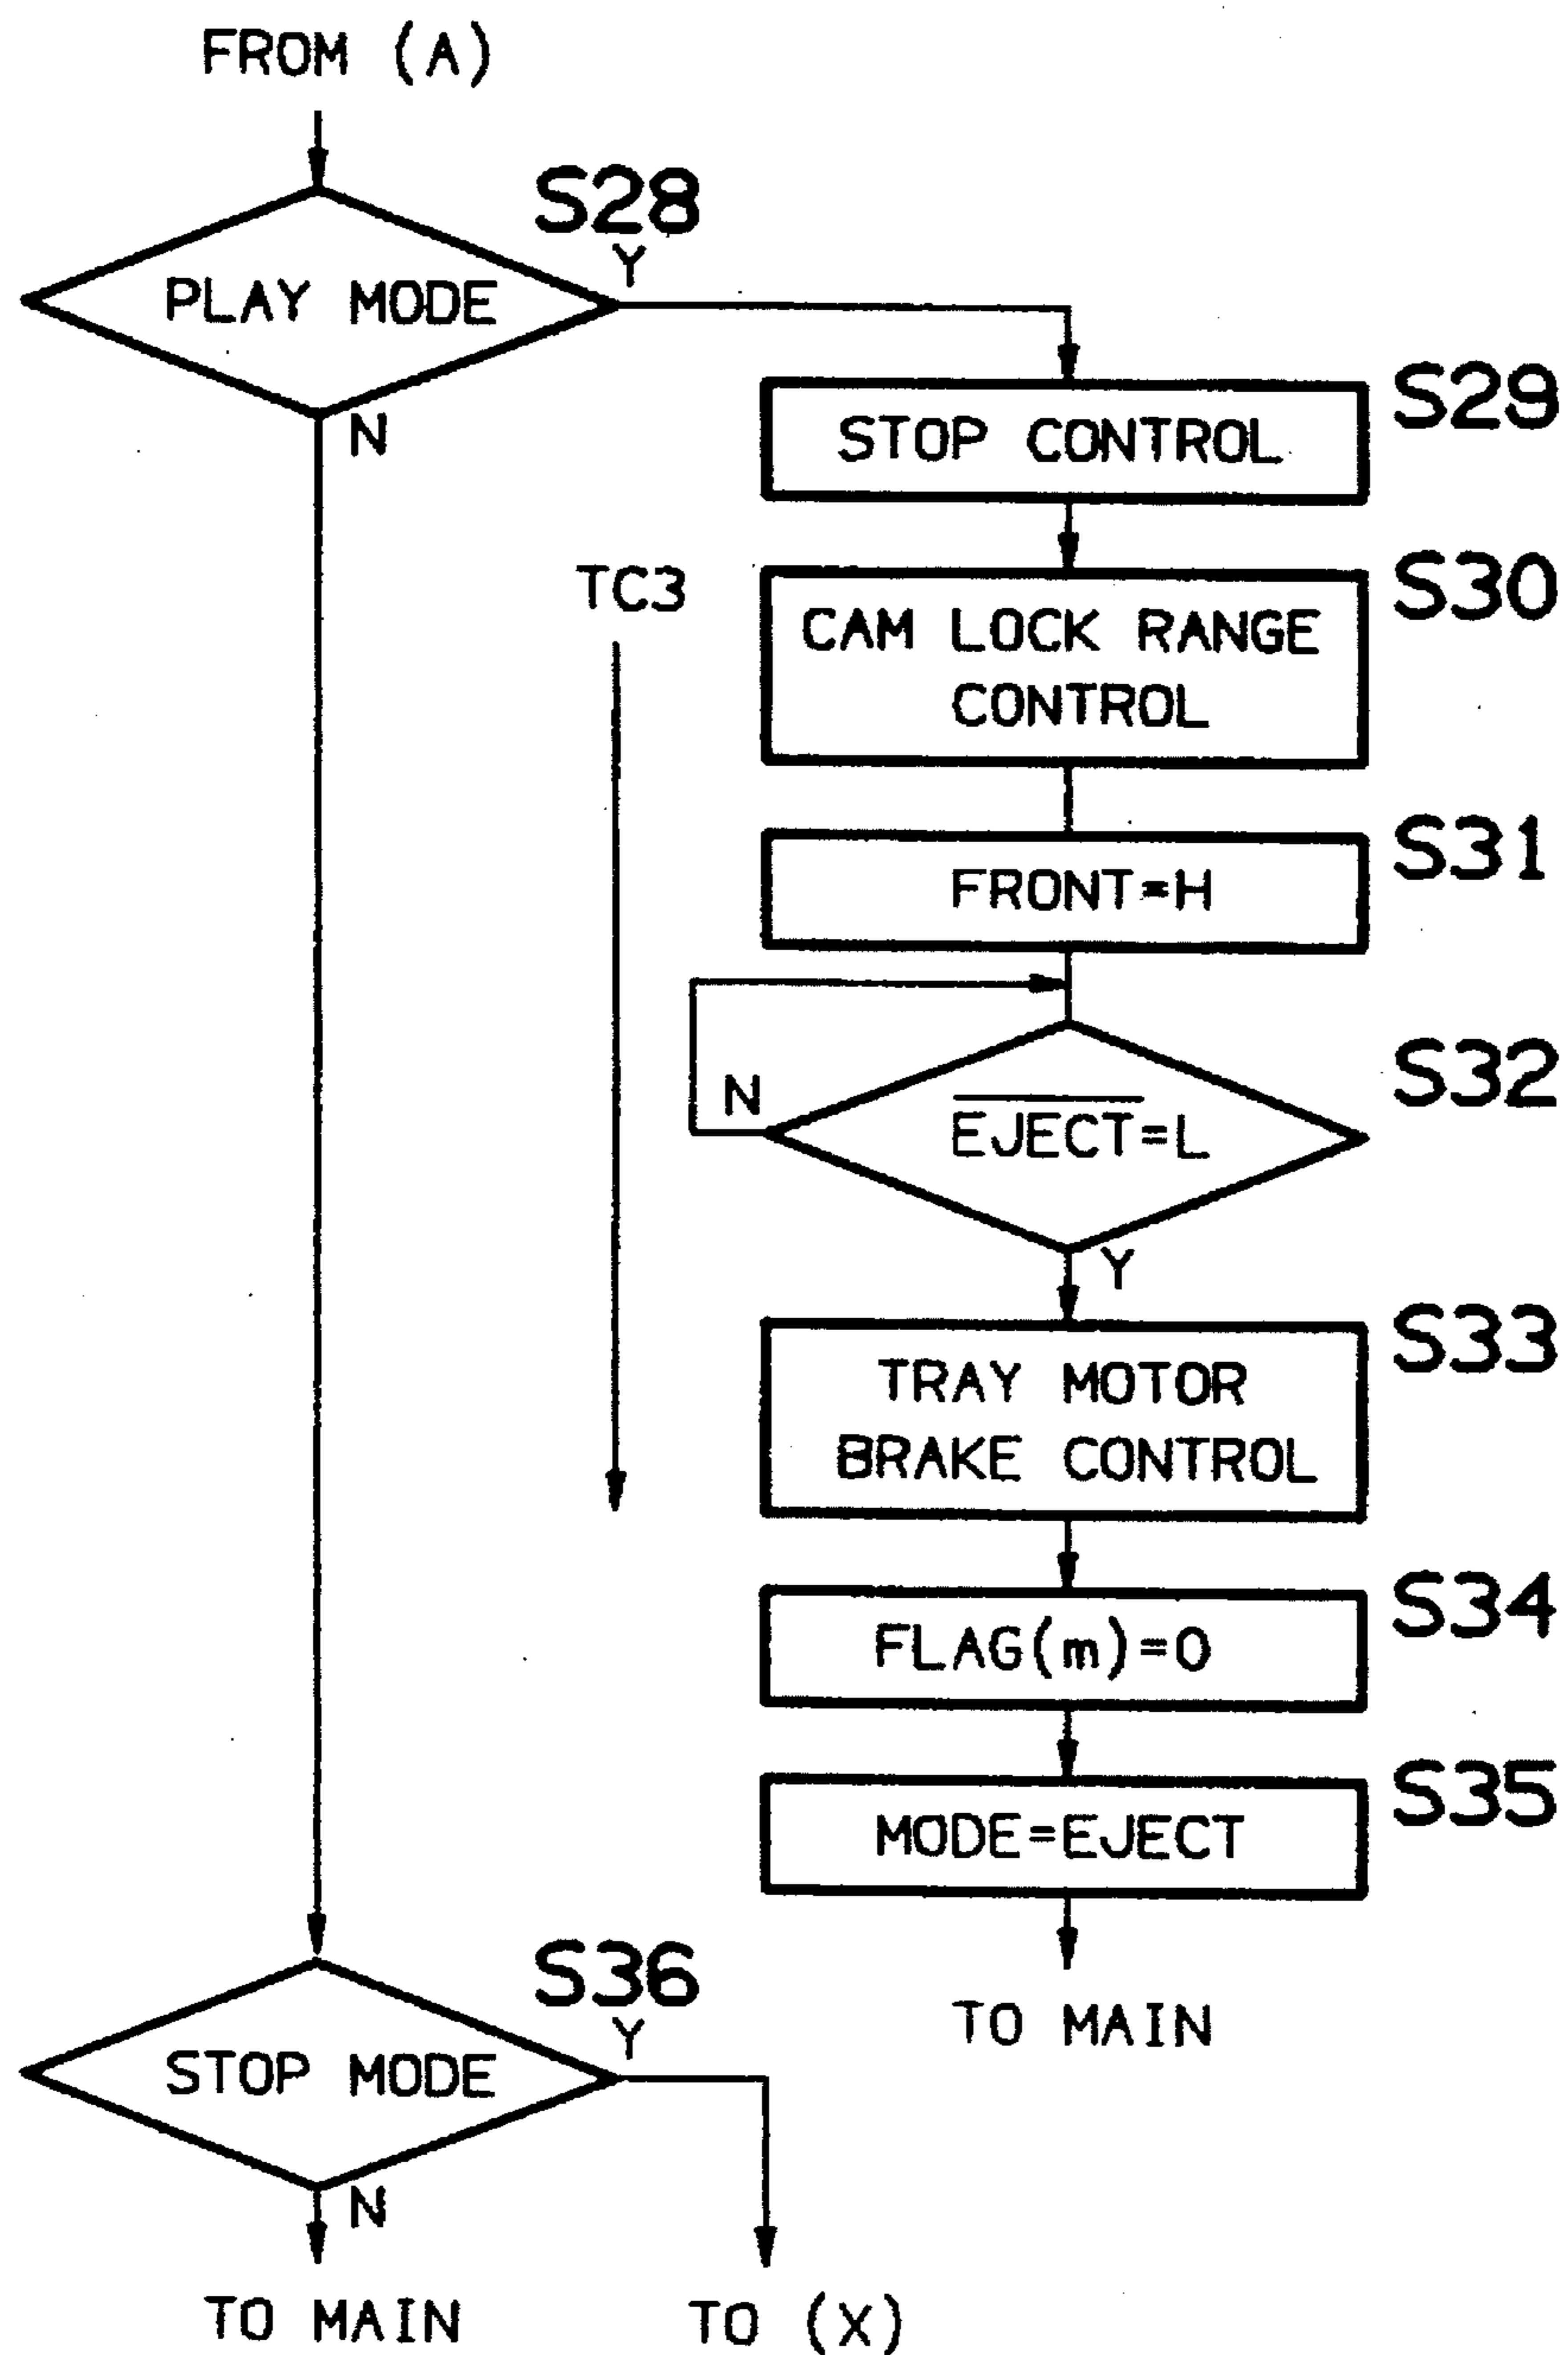 FROM (A)
S28
Y
PLAY MODE
N
S29
STOP CONTROL
TC3
S30
CAM LOCK RANGE
CONTROL
S31
FRONT=H
S32
N
E̅J̅E̅C̅T̅=L
Y
S33
TRAY MOTOR
BRAKE CONTROL
S34
FLAG(m)=0
S35
MODE=EJECT
TO MAIN
S36
Y
STOP MODE
N
TO MAIN
TO (X)